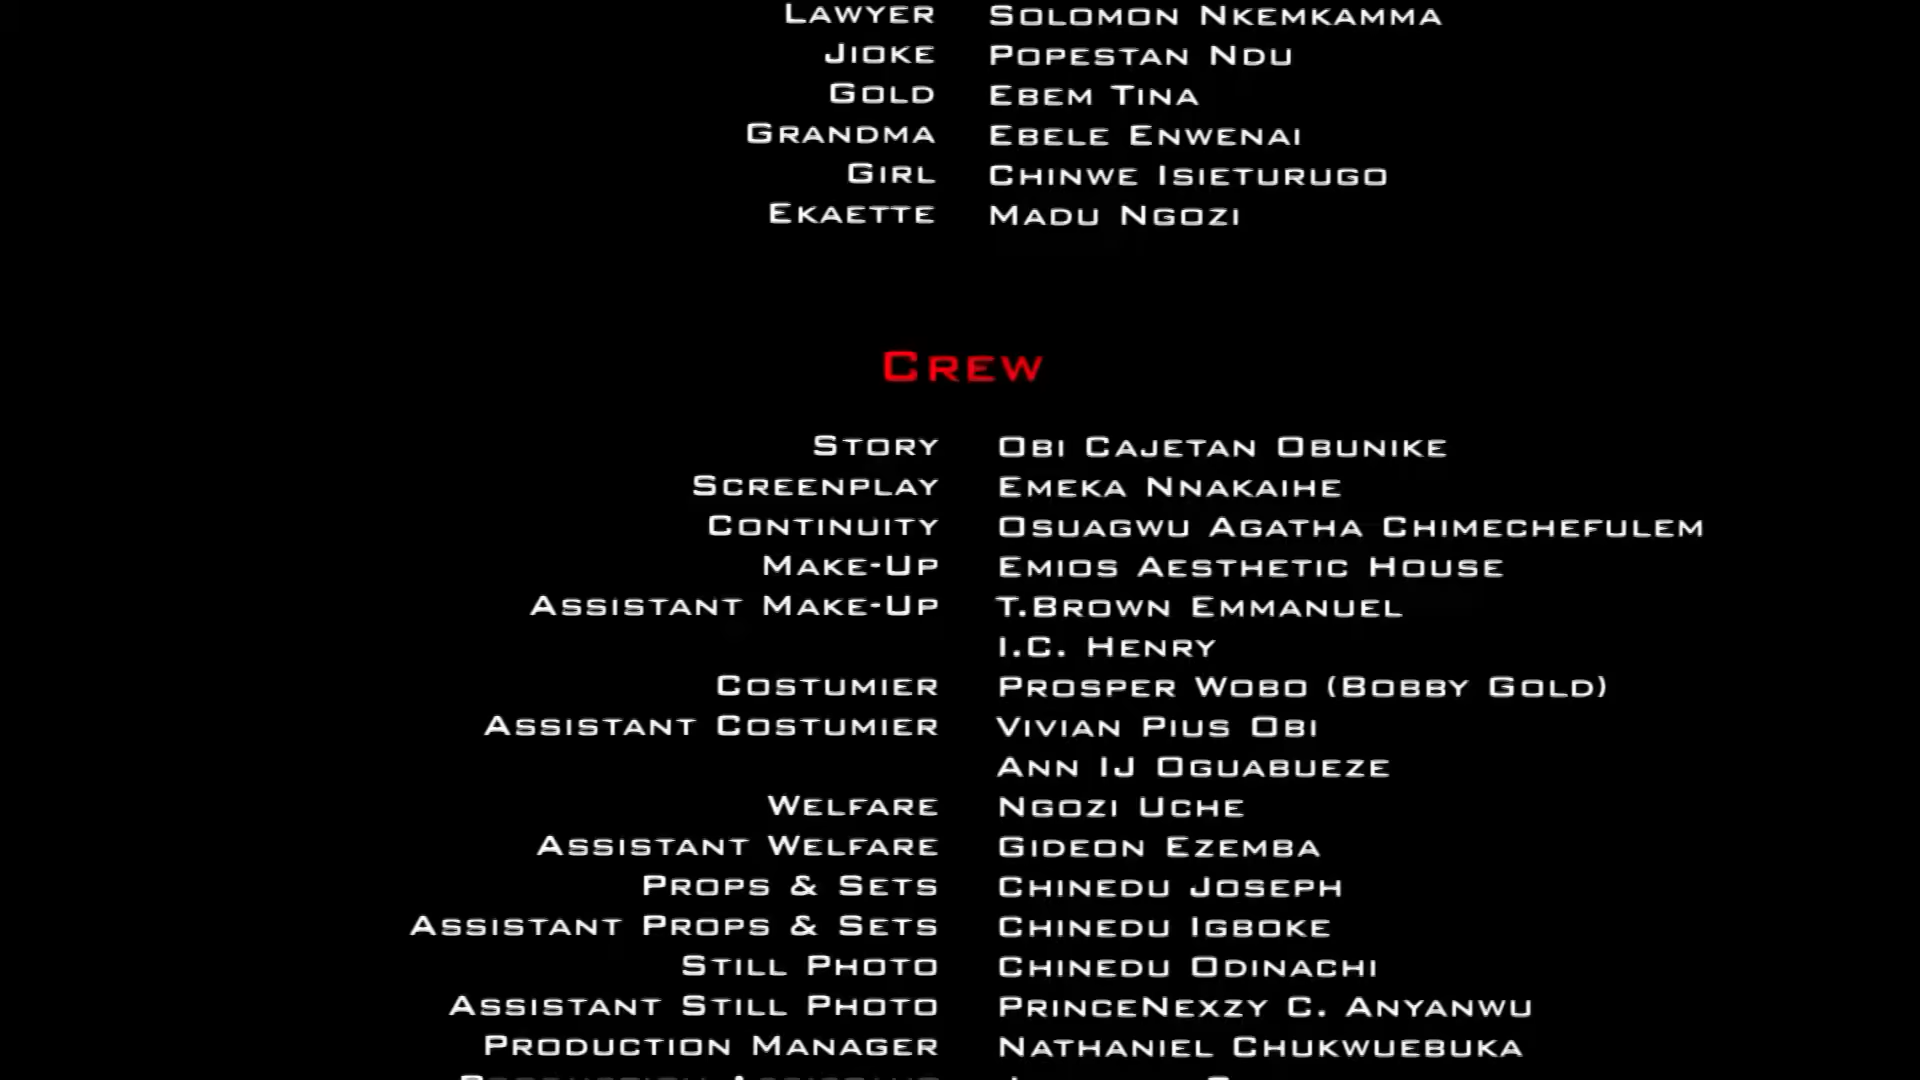 Lawyer Solomon Nkemkamma
Jioke Popestan Ndu
Gold Ebem Tina
Grandma Ebele Enwenai
Girl Chinwe Isieturugo
Ekaette Madu Ngozi
Crew
Story Obi Cajetan Obunike
Screenplay Emeka Nnakaihe
Continuity Osuagwu Agatha Chimechefulem
Make-Up Emios Aesthetic House
Assistant Make-Up T.Brown Emmanuel
I.C. Henry
Costumier Prosper Wobo (Bobby Gold)
Assistant Costumier Vivian Pius Obi
Ann IJ Oguabueze
Welfare Ngozi Uche
Assistant Welfare Gideon Ezemba
Props & Sets Chinedu Joseph
Assistant Props & Sets Chinedu Igboke
Still Photo Chinedu Odinachi
Assistant Still Photo PrinceNexzy C. Anyanwu
Production Manager Nathaniel Chukwuebuka